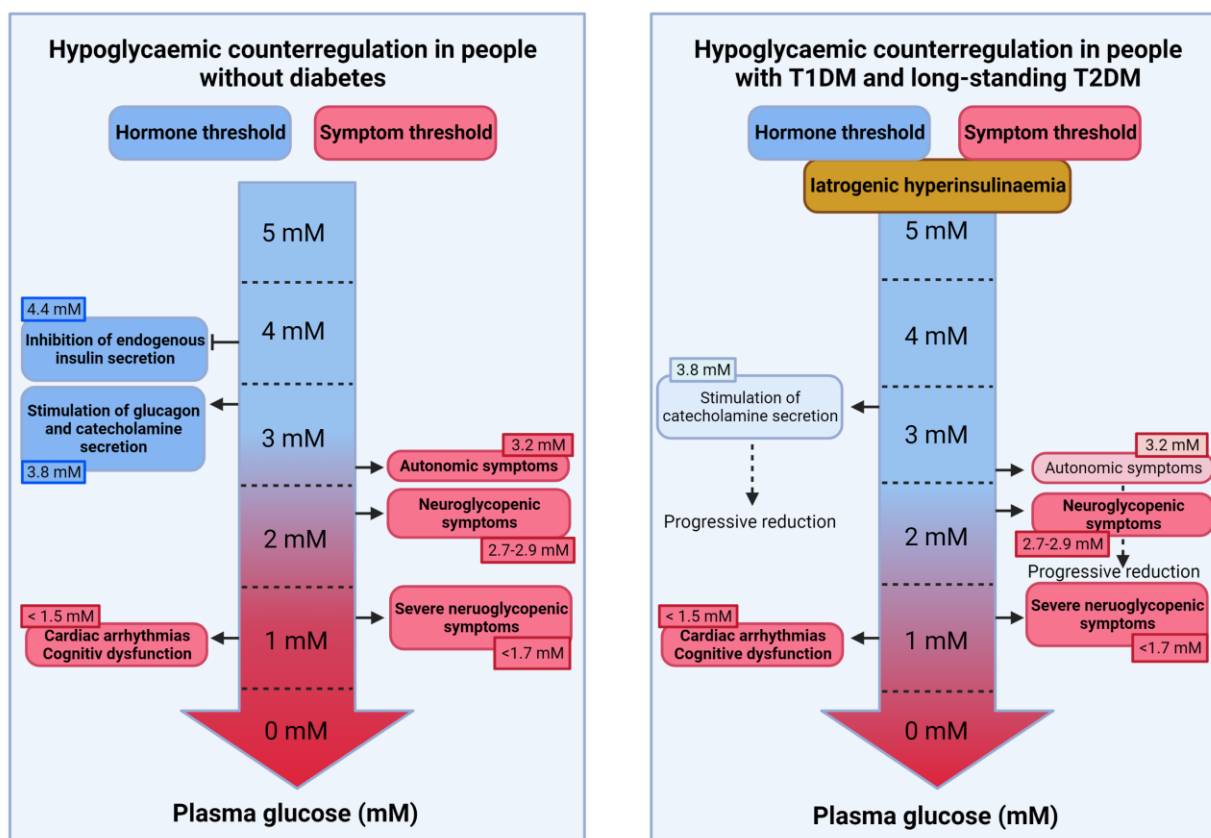 Hypoglycaemic counterregulation in people
without diabetes
Hormone threshold
Symptom threshold
5 mM
4.4 mM
Inhibition of endogenous
insulin secretion
4 mM
Stimulation of glucagon
and catecholamine
secretion
3.8 mM
3 mM
3.2 mM
Autonomic symptoms
Neuroglycopenic
symptoms
2.7-2.9 mM
2 mM
< 1.5 mM
Cardiac arrhythmias
Cognitiv dysfunction
1 mM
Severe neruoglycopenic
symptoms
<1.7 mM
0 mM
Plasma glucose (mM)
Hypoglycaemic counterregulation in people
with T1DM and long-standing T2DM
Hormone threshold
Symptom threshold
Iatrogenic hyperinsulinaemia
5 mM
4 mM
3.8 mM
Stimulation of
catecholamine secretion
Progressive reduction
3 mM
3.2 mM
Autonomic symptoms
Neuroglycopenic
symptoms
2.7-2.9 mM
2 mM
Progressive reduction
< 1.5 mM
Cardiac arrhythmias
Cognitive dysfunction
1 mM
Severe neruoglycopenic
symptoms
<1.7 mM
0 mM
Plasma glucose (mM)